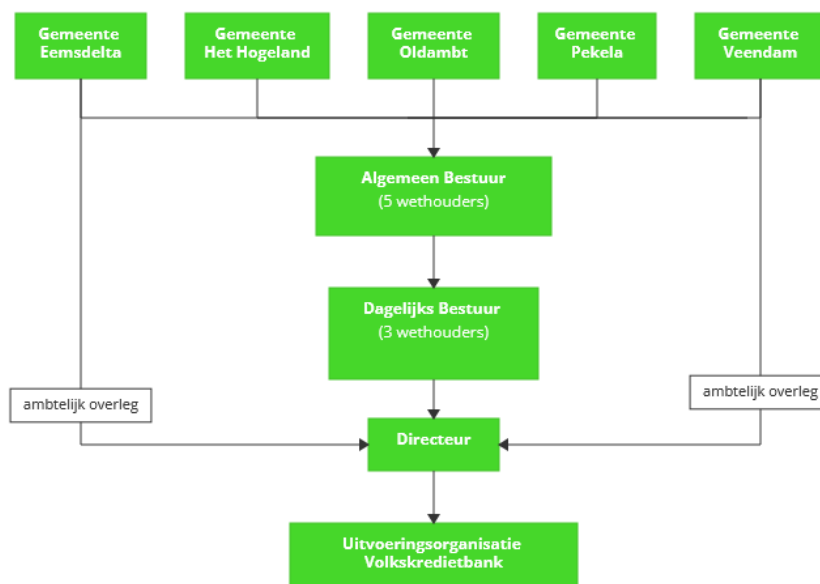 Gemeente
Eemsdelta
Gemeente
Het Hogeland
Gemeente
Oldambt
Gemeente
Pekela
Gemeente
Veendam
Algemeen Bestuur
(5 wethouders)
Dagelijks Bestuur
(3 wethouders)
ambtelijk overleg
ambtelijk overleg
Directeur
Uitvoeringsorganisatie
Volkskredietbank